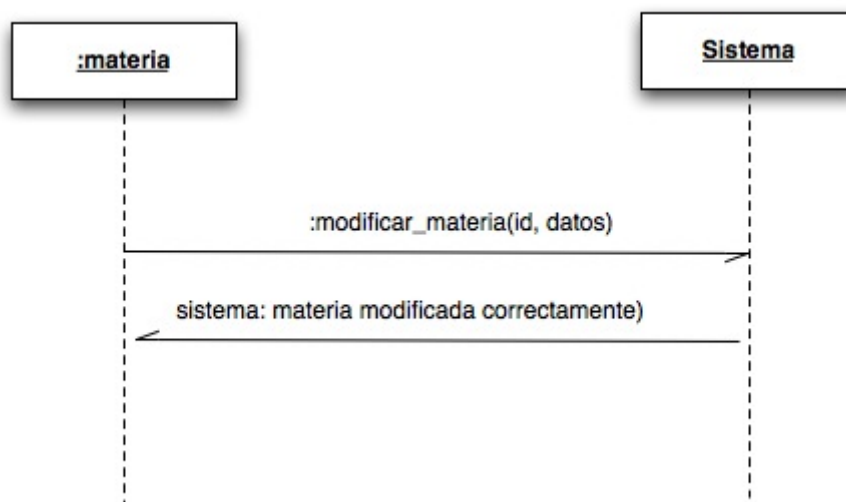 :materia
Sistema
:modificar_materia(id, datos)
sistema: materia modificada correctamente)